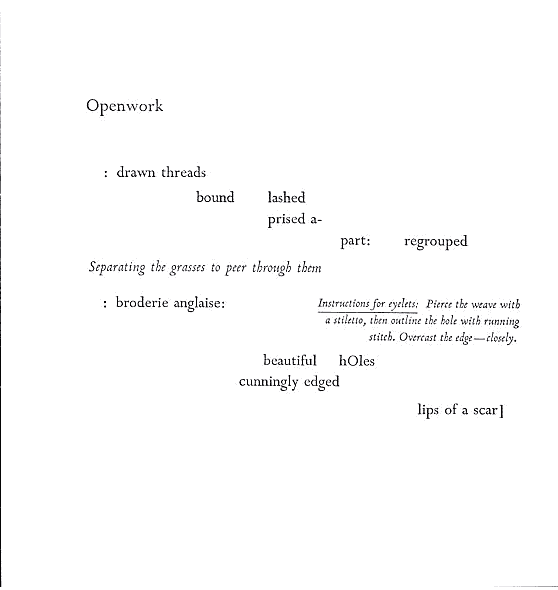 Openwork
: drawn threads
bound lashed
prised a-
part: regrouped
Separating the grasses to peer through them
: broderie anglaise:
Instructions for eyelets: Pierce the weave with
a stiletto, then outline the hole with running
stitch. Overcast the edge—closely.
beautiful hOles
cunningly edged
lips of a scar]